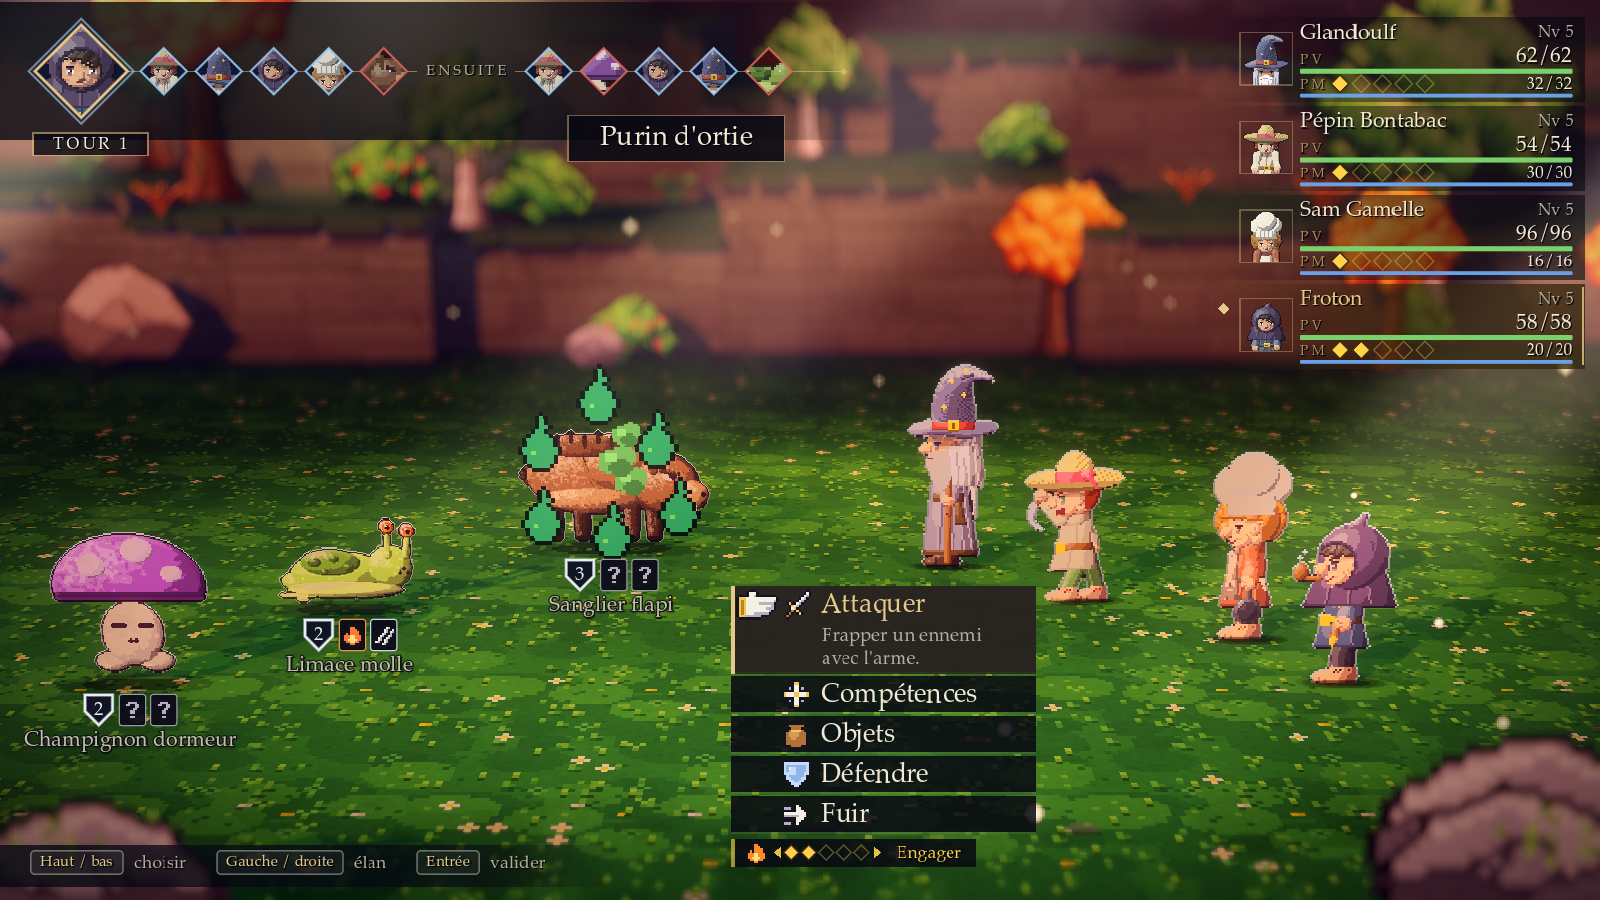 ENSUITE
TOUR 1
Purin d'ortie
Glandoulf Nv 5
PV 62/62
PM 32/32
Pépin Bontabac Nv 5
PV 54/54
PM 30/30
Sam Gamelle Nv 5
PV 96/96
PM 16/16
Froton Nv 5
PV 58/58
PM 20/20
3 ? ?
Sanglier flapi
2
Limace molle
2 ? ?
Champignon dormeur
Attaquer
Frapper un ennemi
avec l'arme.
Compétences
Objets
Défendre
Fuir
Engager
Haut / bas choisir Gauche / droite élan Entrée valider